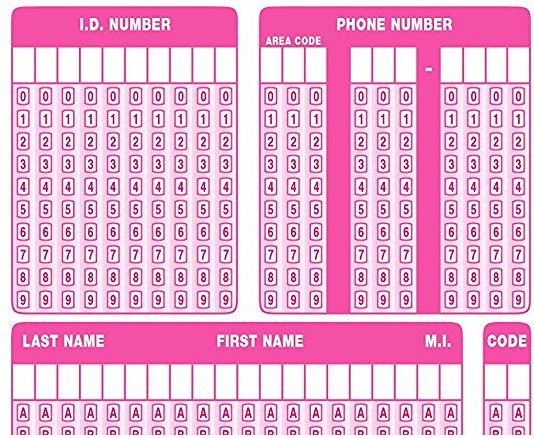 I.D. NUMBER
0 0 0 0 0 0 0 0 0 0
1 1 1 1 1 1 1 1 1 1
2 2 2 2 2 2 2 2 2 2
3 3 3 3 3 3 3 3 3 3
4 4 4 4 4 4 4 4 4 4
5 5 5 5 5 5 5 5 5 5
6 6 6 6 6 6 6 6 6 6
7 7 7 7 7 7 7 7 7 7
8 8 8 8 8 8 8 8 8 8
9 9 9 9 9 9 9 9 9 9
PHONE NUMBER
AREA CODE
-
0 0 0 0 0 0 0 0 0 0
1 1 1 1 1 1 1 1 1 1
2 2 2 2 2 2 2 2 2 2
3 3 3 3 3 3 3 3 3 3
4 4 4 4 4 4 4 4 4 4
5 5 5 5 5 5 5 5 5 5
6 6 6 6 6 6 6 6 6 6
7 7 7 7 7 7 7 7 7 7
8 8 8 8 8 8 8 8 8 8
9 9 9 9 9 9 9 9 9 9
LAST NAME FIRST NAME M.I.
A A A A A A A A A A A A A A A A A A A A
CODE
A A